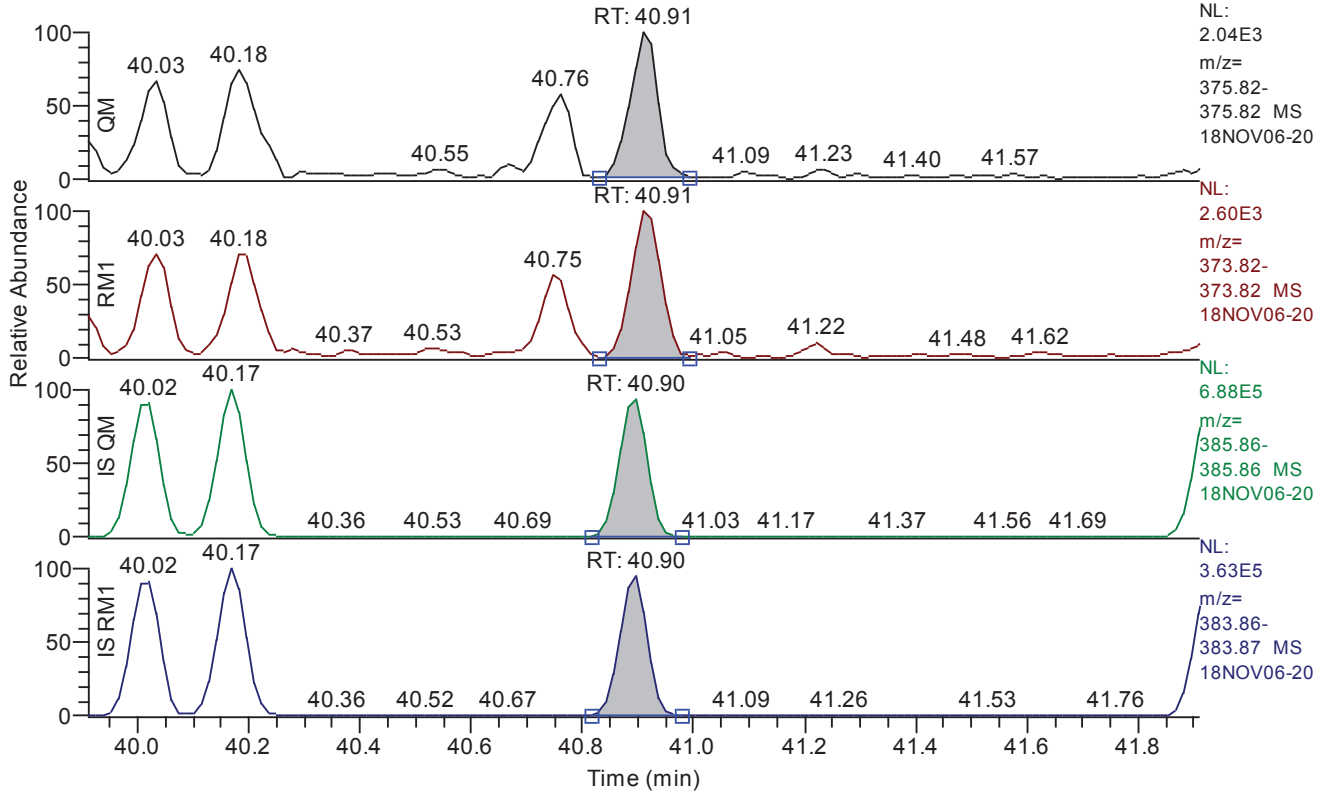 Relative Abundance
RT: 40.91
100
50
0
QM
40.03
40.18
40.55
40.76
41.09
41.23
41.40
41.57
NL:
2.04E3
m/z=
375.82-
375.82 MS
18NOV06-20
RT: 40.91
100
50
0
RM1
40.03
40.18
40.37
40.53
40.75
41.05
41.22
41.48
41.62
NL:
2.60E3
m/z=
373.82-
373.82 MS
18NOV06-20
RT: 40.90
100
50
0
IS QM
40.02
40.17
40.36
40.53
40.69
41.03
41.17
41.37
41.56
41.69
NL:
6.88E5
m/z=
385.86-
385.86 MS
18NOV06-20
RT: 40.90
100
50
0
IS RM1
40.02
40.17
40.36
40.52
40.67
41.09
41.26
41.53
41.76
NL:
3.63E5
m/z=
383.86-
383.87 MS
18NOV06-20
40.0 40.2 40.4 40.6 40.8 41.0 41.2 41.4 41.6 41.8
Time (min)